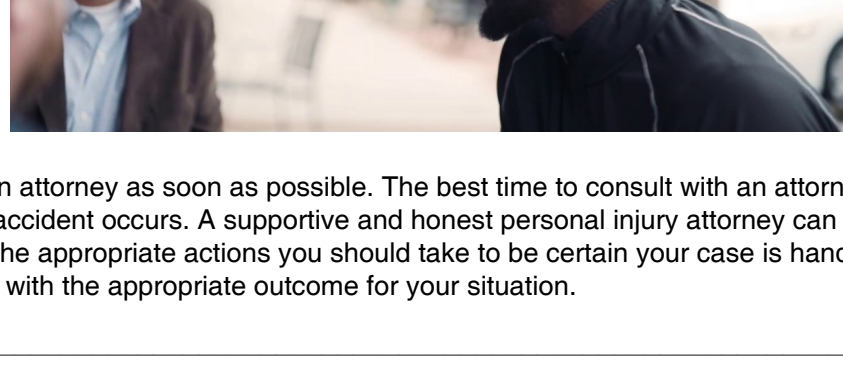 n attorney as soon as possible. The best time to consult with an attorn
accident occurs. A supportive and honest personal injury attorney can
he appropriate actions you should take to be certain your case is hand
with the appropriate outcome for your situation.